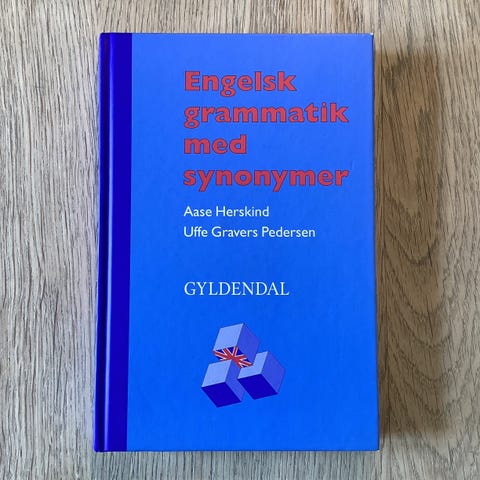 Engelsk
grammatik
med
synonymer
Aase Herskind
Uffe Gravers Pedersen
GYLDENDAL